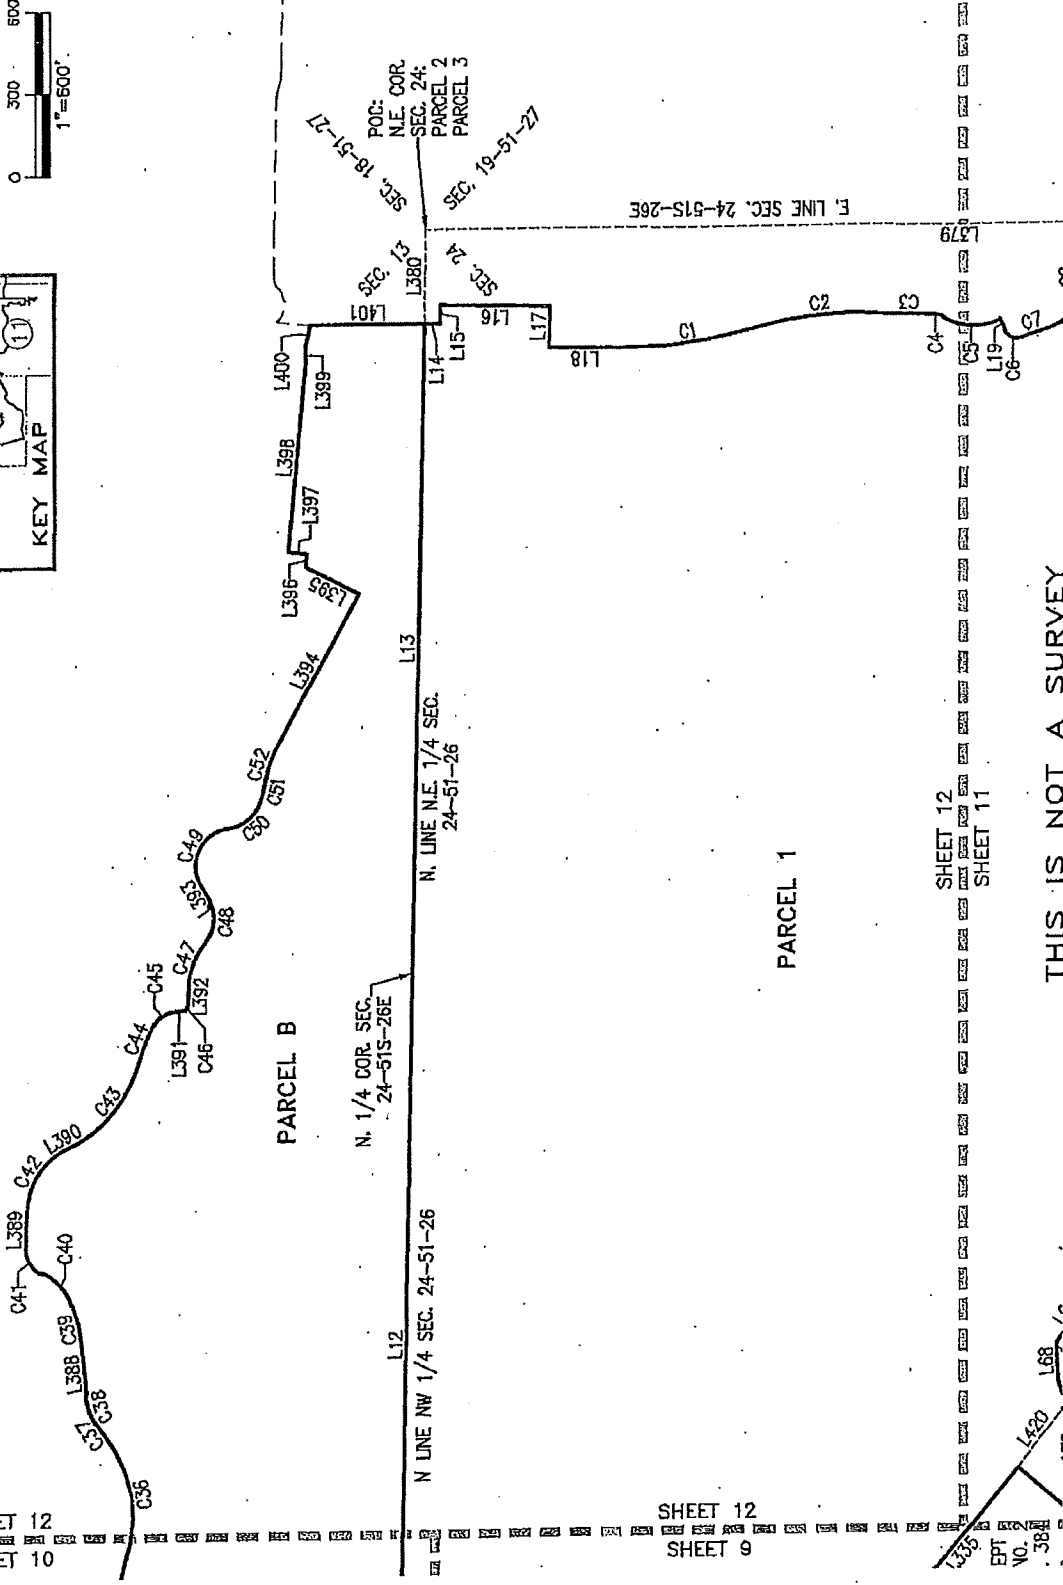 0 300 600
1"=600'.
KEY MAP
11
POC:
N.E. COR.
SEC. 24:
PARCEL 2
PARCEL 3
SEC. 18-51-27
SEC. 19-51-27
SEC. 13
SEC. 24
L380
E. LINE SEC. 24-51S-26E
L379
L401
L400
L399
L398
L397
L396
L395
L394
L14
L15
L16
L17
L18
C1
C2
C3
C4
C5
L19
C6
C7
L13
N. LINE N.E. 1/4 SEC.
24-51-26
C52
C51
C50
C49
L393
C48
C47
L392
C46
L391
C45
C44
C43
L390
C42
L389
C41
C40
C39
L388
C38
C37
C36
PARCEL B
N. 1/4 COR. SEC.
24-51S-26E
L12
N LINE NW 1/4 SEC. 24-51-26
PARCEL 1
SHEET 12
SHEET 11
THIS IS NOT A SURVEY
SHEET 12
SHEET 9
ET 12
ET 10
L335
L420
L68
EPT
NO. 2